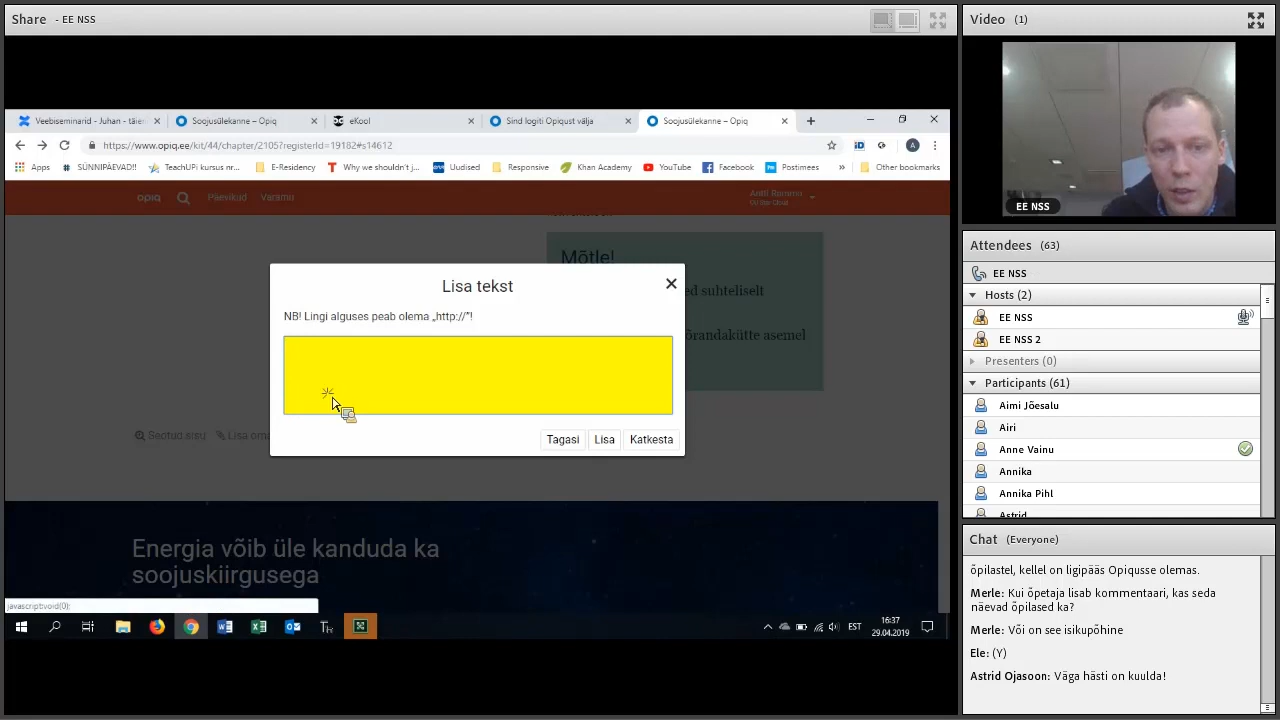 Share - EE NSS
Video (1)
EE NSS
Veebiseminarid - Juhan - täien
Soojusülekanne – Opiq
eKool
Sind logiti Opiqust välja
Soojusülekanne – Opiq
https://www.opiq.ee/kit/44/chapter/2105?registerId=19182#s14612
Apps
SÜNNIPÄEVAD!!
TeachUPi kursus nr...
E-Residency
Why we shouldn't j...
Uudised
Responsive
Khan Academy
YouTube
Facebook
Postimees
»
Other bookmarks
opiq
Päevikud
Varamu
Mõtle!
ed suhteliselt
õrandakütte asemel
Lisa tekst
NB! Lingi alguses peab olema „http://“!
Tagasi
Lisa
Katkesta
Seotud sisu
Lisa oma
Energia võib üle kanduda ka
soojuskiirgusega
javascript:void(0);
EST
16:37
29.04.2019
Attendees (63)
EE NSS
Hosts (2)
EE NSS
EE NSS 2
Presenters (0)
Participants (61)
Aimi Jõesalu
Airi
Anne Vainu
Annika
Annika Pihl
Astrid
Chat (Everyone)
õpilastel, kellel on ligipääs Opiqusse olemas.
Merle: Kui õpetaja lisab kommentaari, kas seda
näevad õpilased ka?
Merle: Või on see isikupõhine
Ele: (Y)
Astrid Ojasoon: Väga hästi on kuulda!